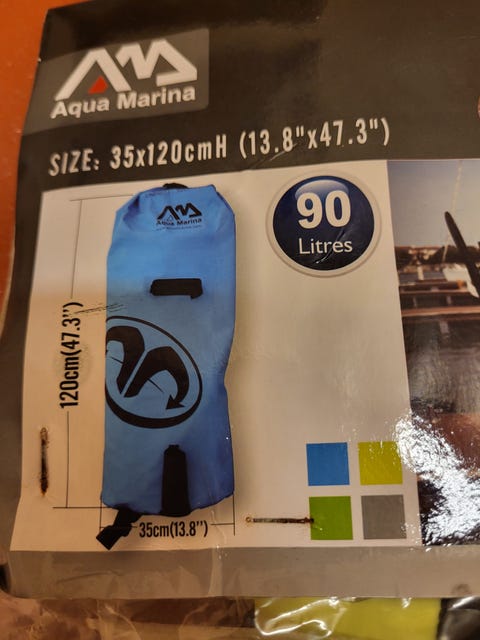 Aqua Marina
SIZE: 35x120cmH (13.8"x47.3")
90
Litres
Aqua Marina
120cm(47.3")
35cm(13.8")